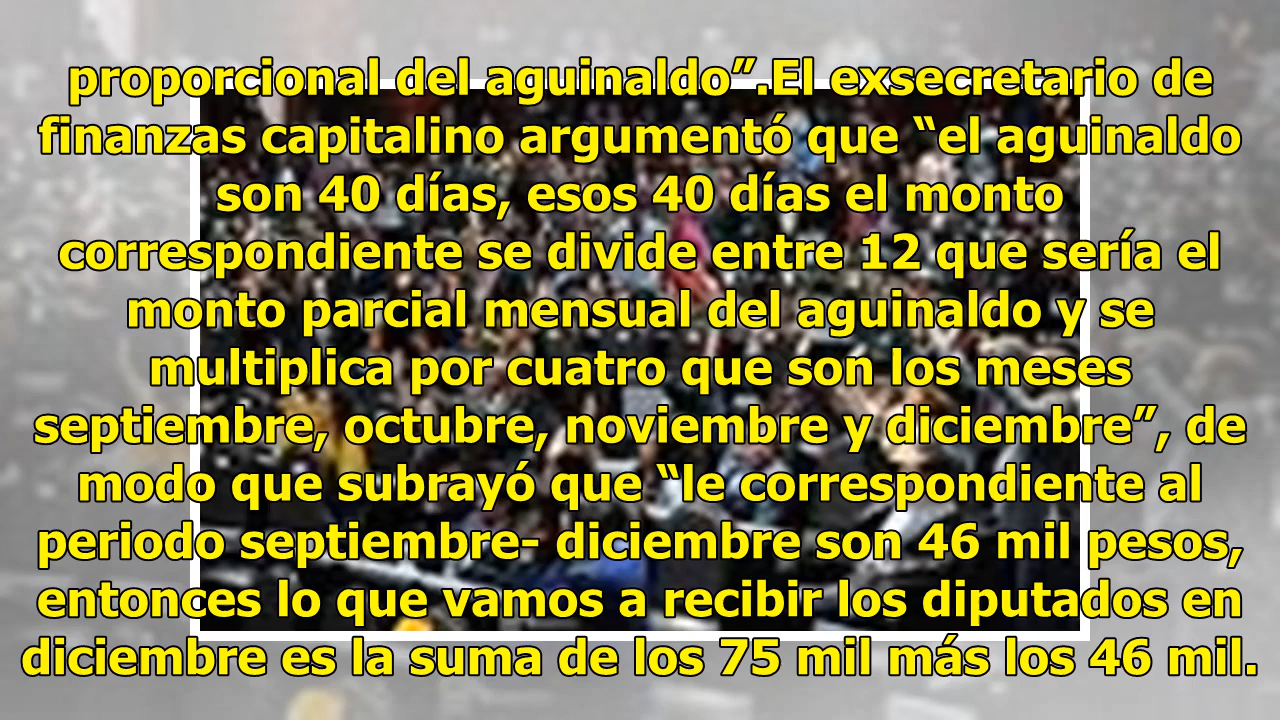 proporcional del aguinaldo”.El exsecretario de
finanzas capitalino argumentó que “el aguinaldo
son 40 días, esos 40 días el monto
correspondiente se divide entre 12 que sería el
monto parcial mensual del aguinaldo y se
multiplica por cuatro que son los meses
septiembre, octubre, noviembre y diciembre”, de
modo que subrayó que “le correspondiente al
periodo septiembre- diciembre son 46 mil pesos,
entonces lo que vamos a recibir los diputados en
diciembre es la suma de los 75 mil más los 46 mil.